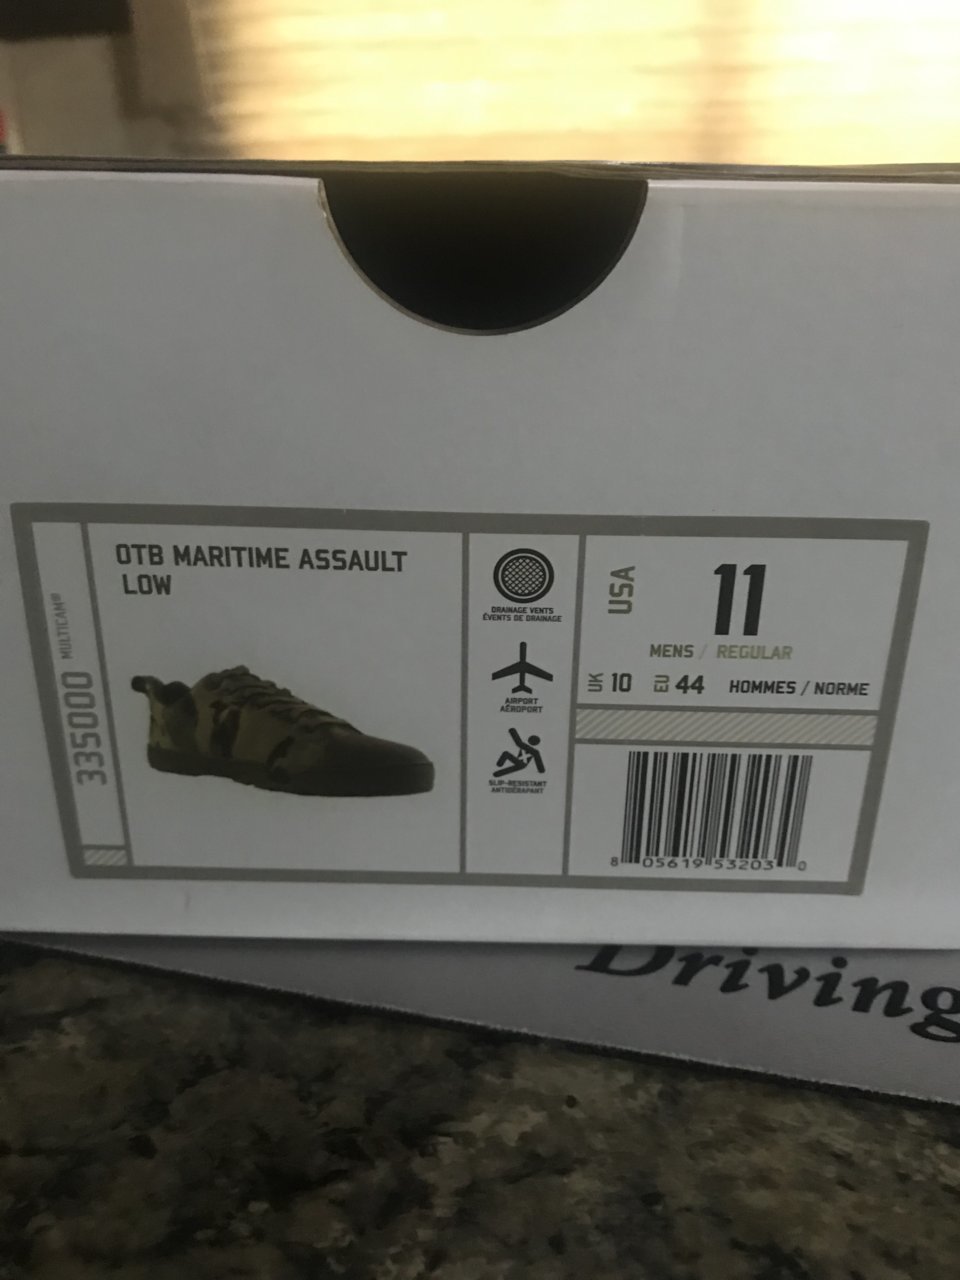 335000 MULTICAM®
OTB MARITIME ASSAULT
LOW
DRAINAGE VENTS
ÉVENTS DE DRAINAGE
AIRPORT
AÉROPORT
SLIP-RESISTANT
ANTIDÉRAPANT
USA 11
MENS / REGULAR
UK 10 EU 44 HOMMES / NORME
8 05619 53203 0
Driving